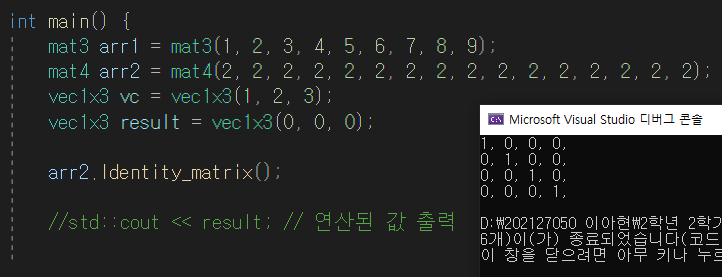 int main() {
mat3 arr1 = mat3(1, 2, 3, 4, 5, 6, 7, 8, 9);
mat4 arr2 = mat4(2, 2, 2, 2, 2, 2, 2, 2, 2, 2, 2, 2, 2, 2, 2, 2);
vec1x3 vc = vec1x3(1, 2, 3);
vec1x3 result = vec1x3(0, 0, 0);
arr2.Identity_matrix();
//std::cout << result; // 연산된 값 출력
Microsoft Visual Studio 디버그 콘솔
1, 0, 0, 0,
0, 1, 0, 0,
0, 0, 1, 0,
0, 0, 0, 1,
D:₩202127050 이아현₩2학년 2학기
6개)이(가) 종료되었습니다(코드
이 창을 닫으려면 아무 키나 누르